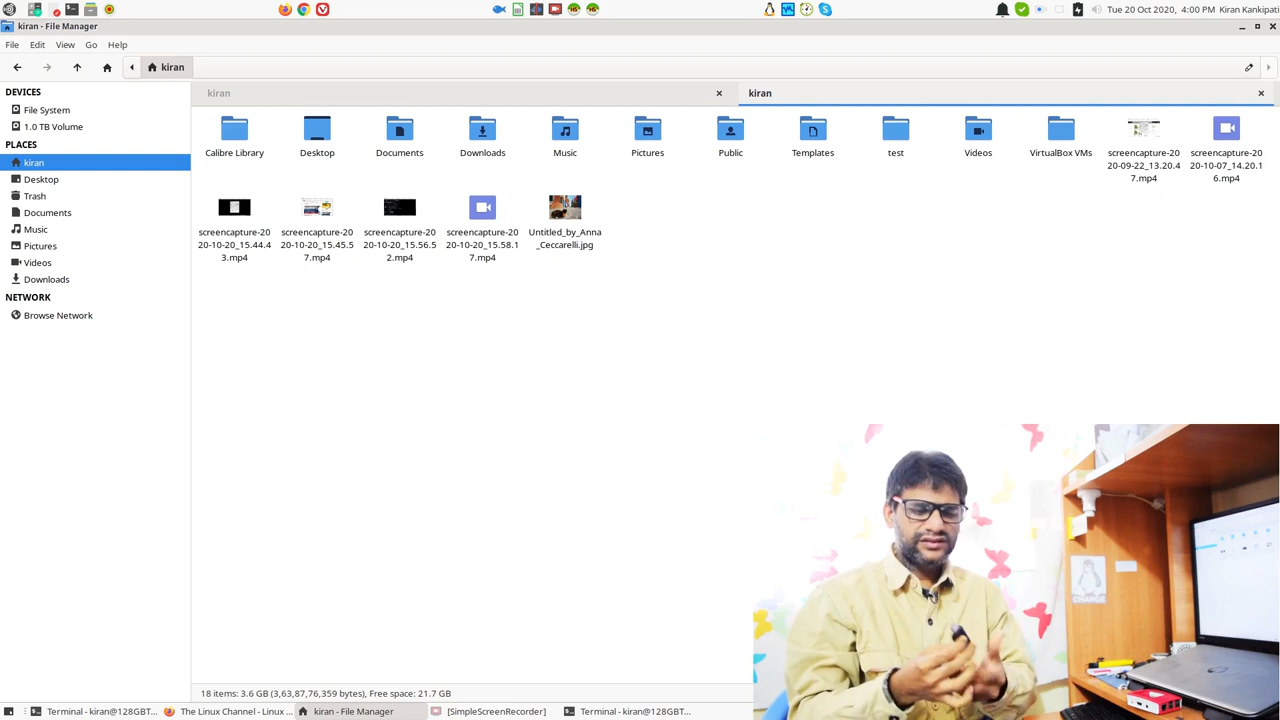 Tue 20 Oct 2020, 4:00 PM Kiran Kankipati
kiran - File Manager
File Edit View Go Help
kiran
DEVICES
File System
1.0 TB Volume
PLACES
kiran
Desktop
Trash
Documents
Music
Pictures
Videos
Downloads
NETWORK
Browse Network
kiran
kiran
Calibre Library Desktop Documents Downloads Music Pictures Public Templates test Videos VirtualBox VMs
screencapture-20
20-09-22_13.20.4
7.mp4
screencapture-20
20-10-07_14.20.1
6.mp4
screencapture-20
20-10-20_15.44.4
3.mp4
screencapture-20
20-10-20_15.45.5
7.mp4
screencapture-20
20-10-20_15.56.5
2.mp4
screencapture-20
20-10-20_15.58.1
7.mp4
Untitled_by_Anna
_Ceccarelli.jpg
18 items: 3.6 GB (3,63,87,76,359 bytes), Free space: 21.7 GB
Terminal - kiran@128GBT...
The Linux Channel - Linux ...
kiran - File Manager
[SimpleScreenRecorder]
Terminal - kiran@128GBT...